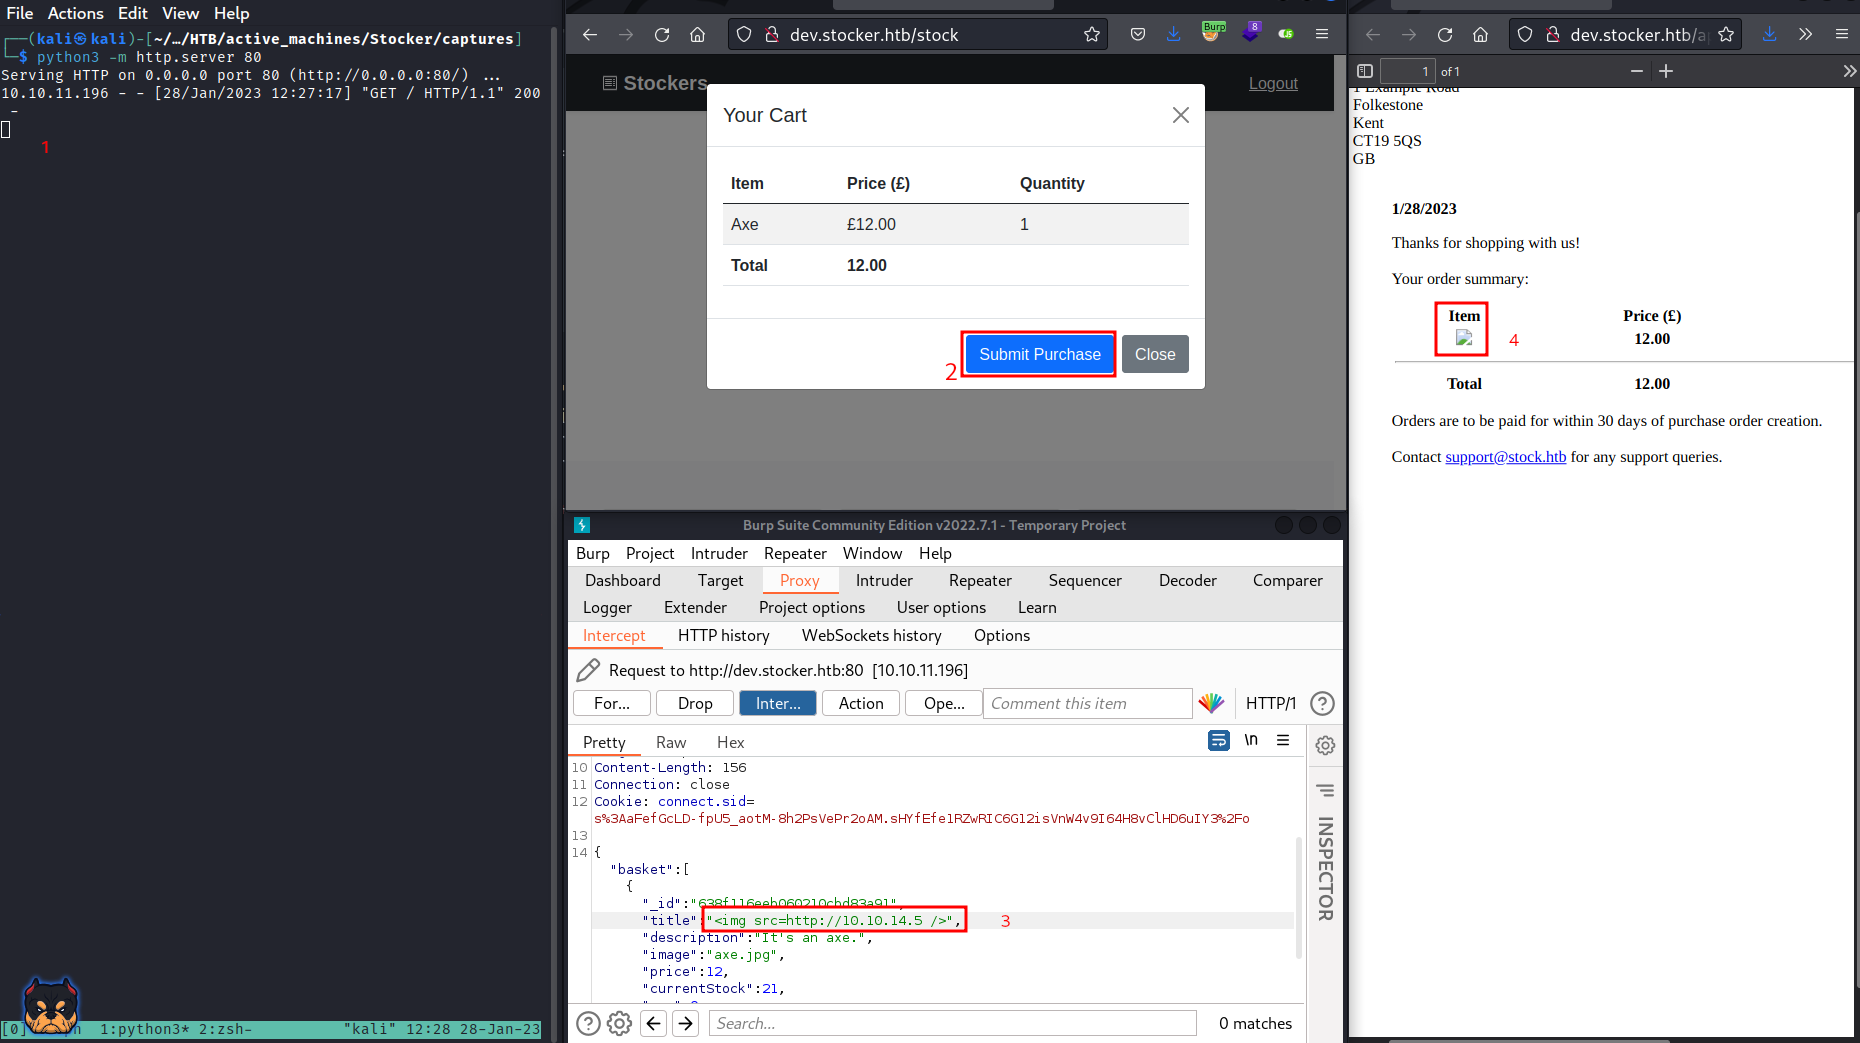 File Actions Edit View Help
┌──(kali㉿kali)-[~/…/HTB/active_machines/Stocker/captures]
└─$ python3 -m http.server 80
Serving HTTP on 0.0.0.0 port 80 (http://0.0.0.0:80/) ...
10.10.11.196 - - [28/Jan/2023 12:27:17] "GET / HTTP/1.1" 200
-
1
[0]
1:python3* 2:zsh-
"kali" 12:28 28-Jan-23
dev.stocker.htb/stock
Burp
8
JS
Stockers
Logout
Your Cart
Item Price (£) Quantity
Axe £12.00 1
Total 12.00
2
Submit Purchase
Close
Burp Suite Community Edition v2022.7.1 - Temporary Project
Burp Project Intruder Repeater Window Help
Dashboard Target Proxy Intruder Repeater Sequencer Decoder Comparer
Logger Extender Project options User options Learn
Intercept HTTP history WebSockets history Options
Request to http://dev.stocker.htb:80 [10.10.11.196]
For... Drop Inter... Action Ope... Comment this item HTTP/1 ?
Pretty Raw Hex
\n
10 Content-Length: 156
11 Connection: close
12 Cookie: connect.sid=
s%3AaFefGcLD-fpU5_aotM-8h2PsVePr2oAM.sHYfEfe1RZwRIC6G12isVnW4v9I64H8vClHD6uIY3%2Fo
13
14 {
"basket":[
{
"_id":"638f116eeb060210cbd83a91",
"title":"<img src=http://10.10.14.5 />", 3
"description":"It's an axe.",
"image":"axe.jpg",
"price":12,
"currentStock":21,
INSPECTOR
? Search... 0 matches
dev.stocker.htb/a
1 of 1
1 Example Road
Folkestone
Kent
CT19 5QS
GB
1/28/2023
Thanks for shopping with us!
Your order summary:
Item Price (£)
12.00
4
Total 12.00
Orders are to be paid for within 30 days of purchase order creation.
Contact support@stock.htb for any support queries.